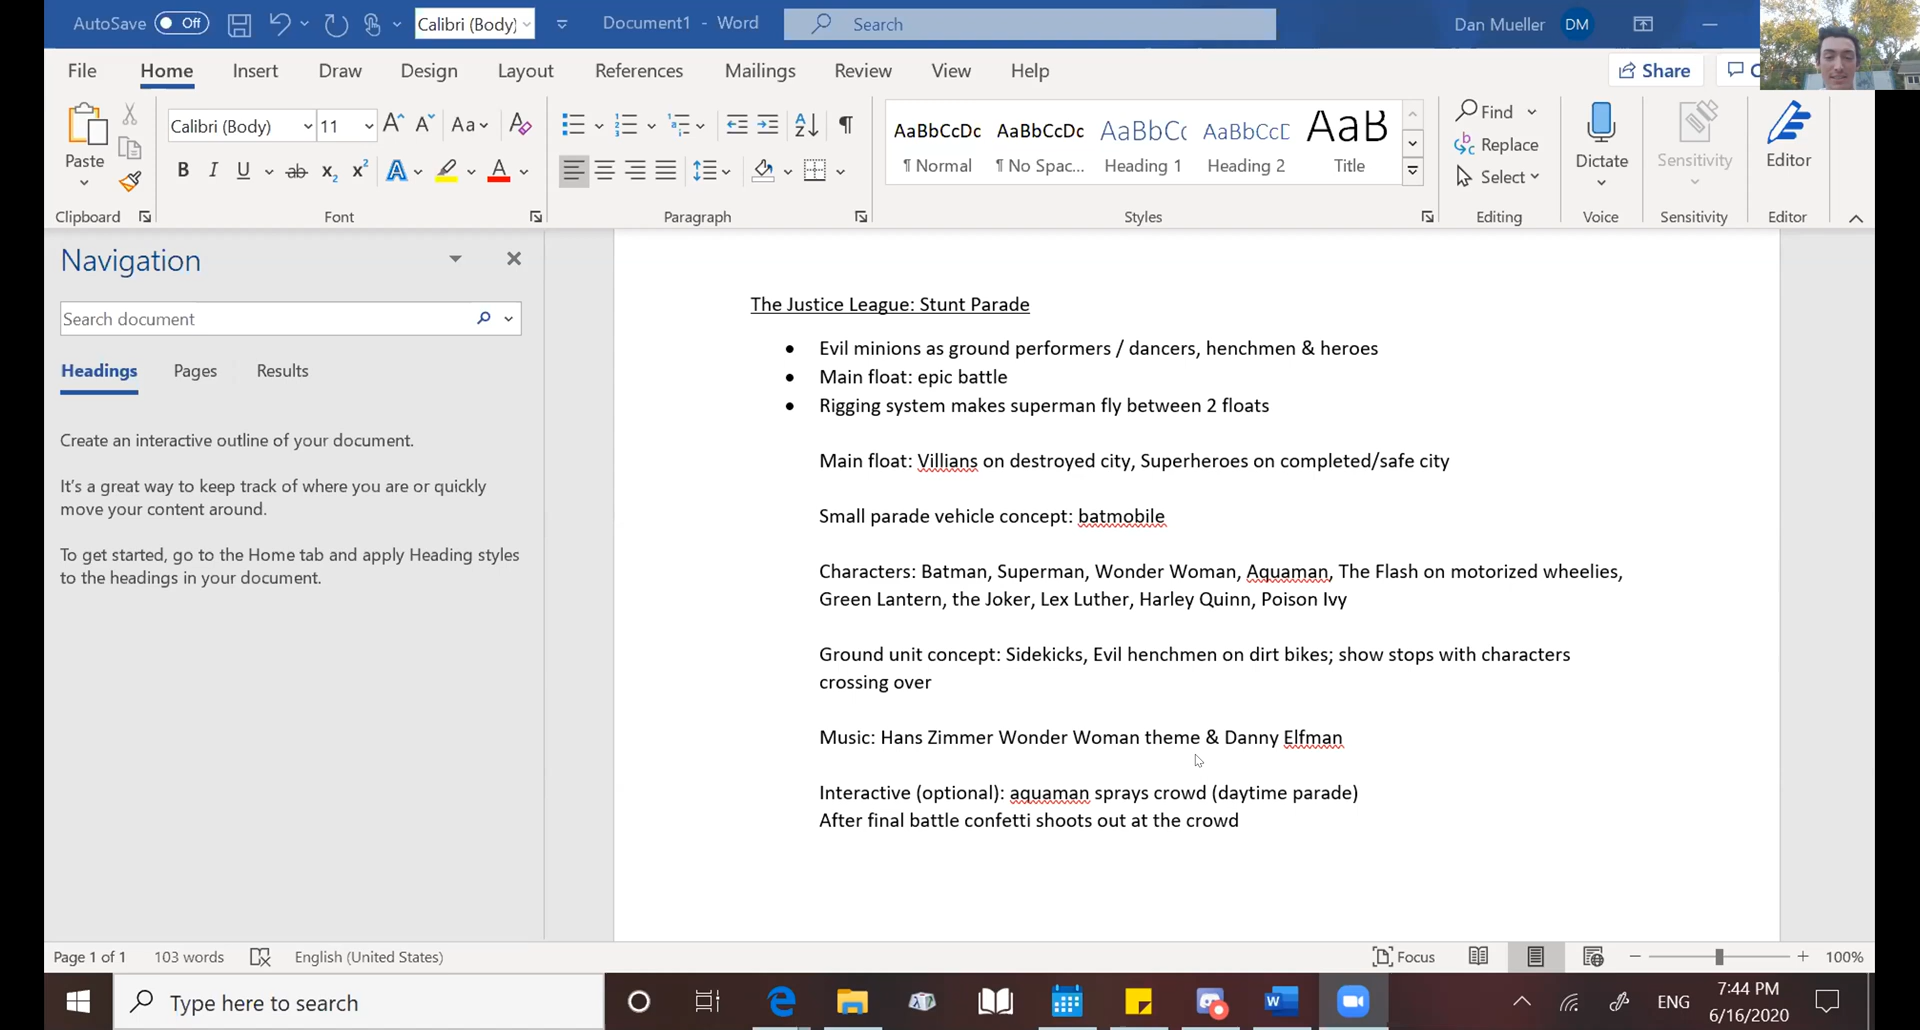 AutoSave Off Calibri (Body) Document1 - Word Search Dan Mueller DM
File Home Insert Draw Design Layout References Mailings Review View Help Share
Paste Calibri (Body) 11 Aa AaBbCcDc AaBbCcDc AaBbCc AaBbCcE AaB Find Replace Select Dictate Sensitivity Editor
B I U ab x₂ x² A A ¶ Normal ¶ No Spac... Heading 1 Heading 2 Title
Clipboard Font Paragraph Styles Editing Voice Sensitivity Editor
Navigation
Search document
Headings Pages Results
Create an interactive outline of your document.
It's a great way to keep track of where you are or quickly
move your content around.
To get started, go to the Home tab and apply Heading styles
to the headings in your document.
The Justice League: Stunt Parade
• Evil minions as ground performers / dancers, henchmen & heroes
• Main float: epic battle
• Rigging system makes superman fly between 2 floats
Main float: Villians on destroyed city, Superheroes on completed/safe city
Small parade vehicle concept: batmobile
Characters: Batman, Superman, Wonder Woman, Aquaman, The Flash on motorized wheelies,
Green Lantern, the Joker, Lex Luther, Harley Quinn, Poison Ivy
Ground unit concept: Sidekicks, Evil henchmen on dirt bikes; show stops with characters
crossing over
Music: Hans Zimmer Wonder Woman theme & Danny Elfman
Interactive (optional): aquaman sprays crowd (daytime parade)
After final battle confetti shoots out at the crowd
Page 1 of 1 103 words English (United States) Focus 100%
Type here to search ENG 7:44 PM
6/16/2020